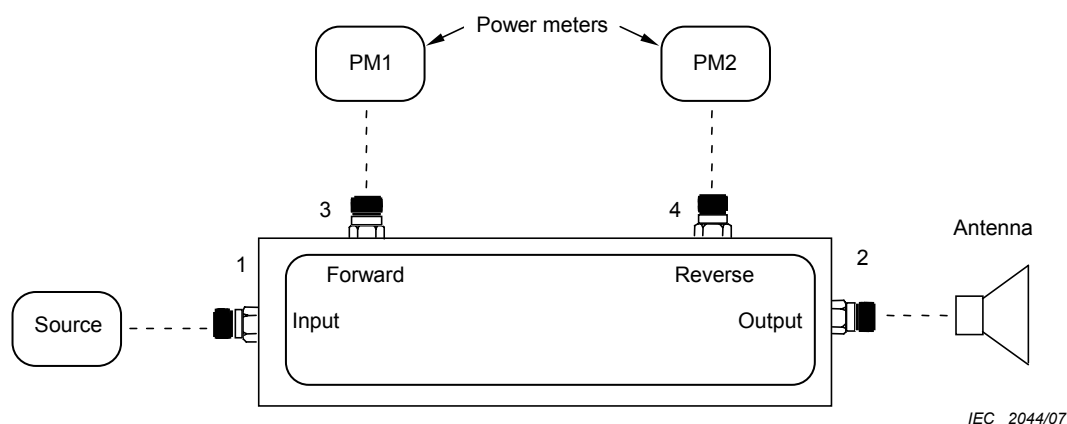 Power meters
PM1
PM2
3
4
Antenna
1
2
Forward
Reverse
Source
Input
Output
IEC 2044/07